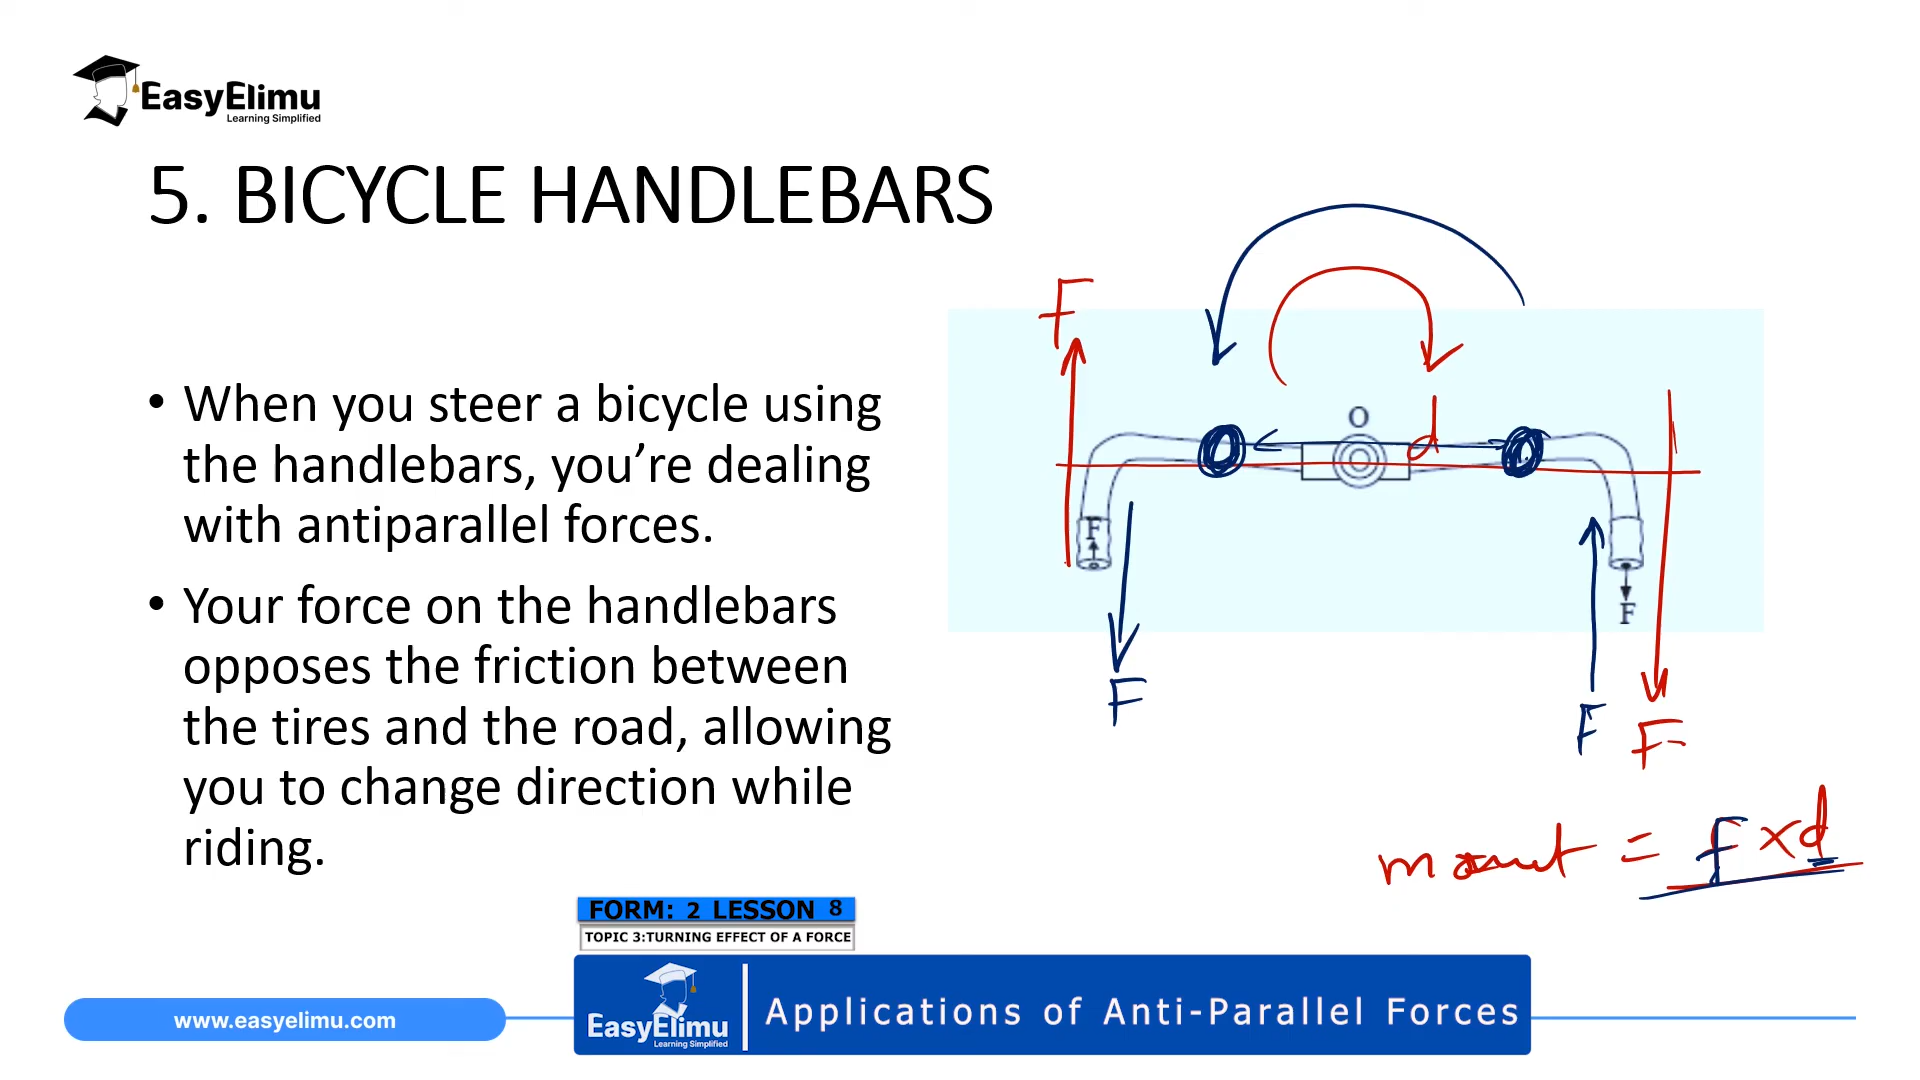 EasyElimu
Learning Simplified
5. BICYCLE HANDLEBARS
• When you steer a bicycle using
the handlebars, you’re dealing
with antiparallel forces.
• Your force on the handlebars
opposes the friction between
the tires and the road, allowing
you to change direction while
riding.
F
O
d
F
F
F
F
F
moment = f × d
FORM: 2 LESSON 8
TOPIC 3:TURNING EFFECT OF A FORCE
EasyElimu
Learning Simplified
Applications of Anti-Parallel Forces
www.easyelimu.com